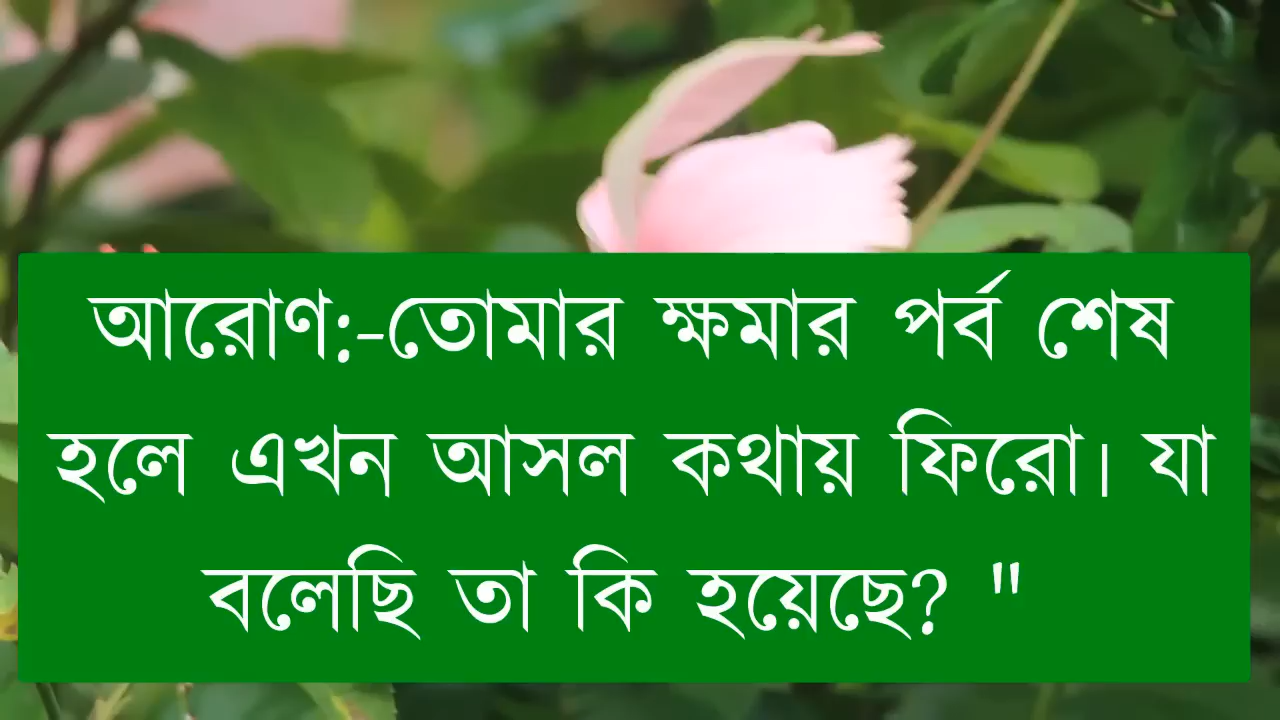 আরোণ:-তোমার ক্ষমার পর্ব শেষ
হলে এখন আসল কথায় ফিরো। যা
বলেছি তা কি হয়েছে? "